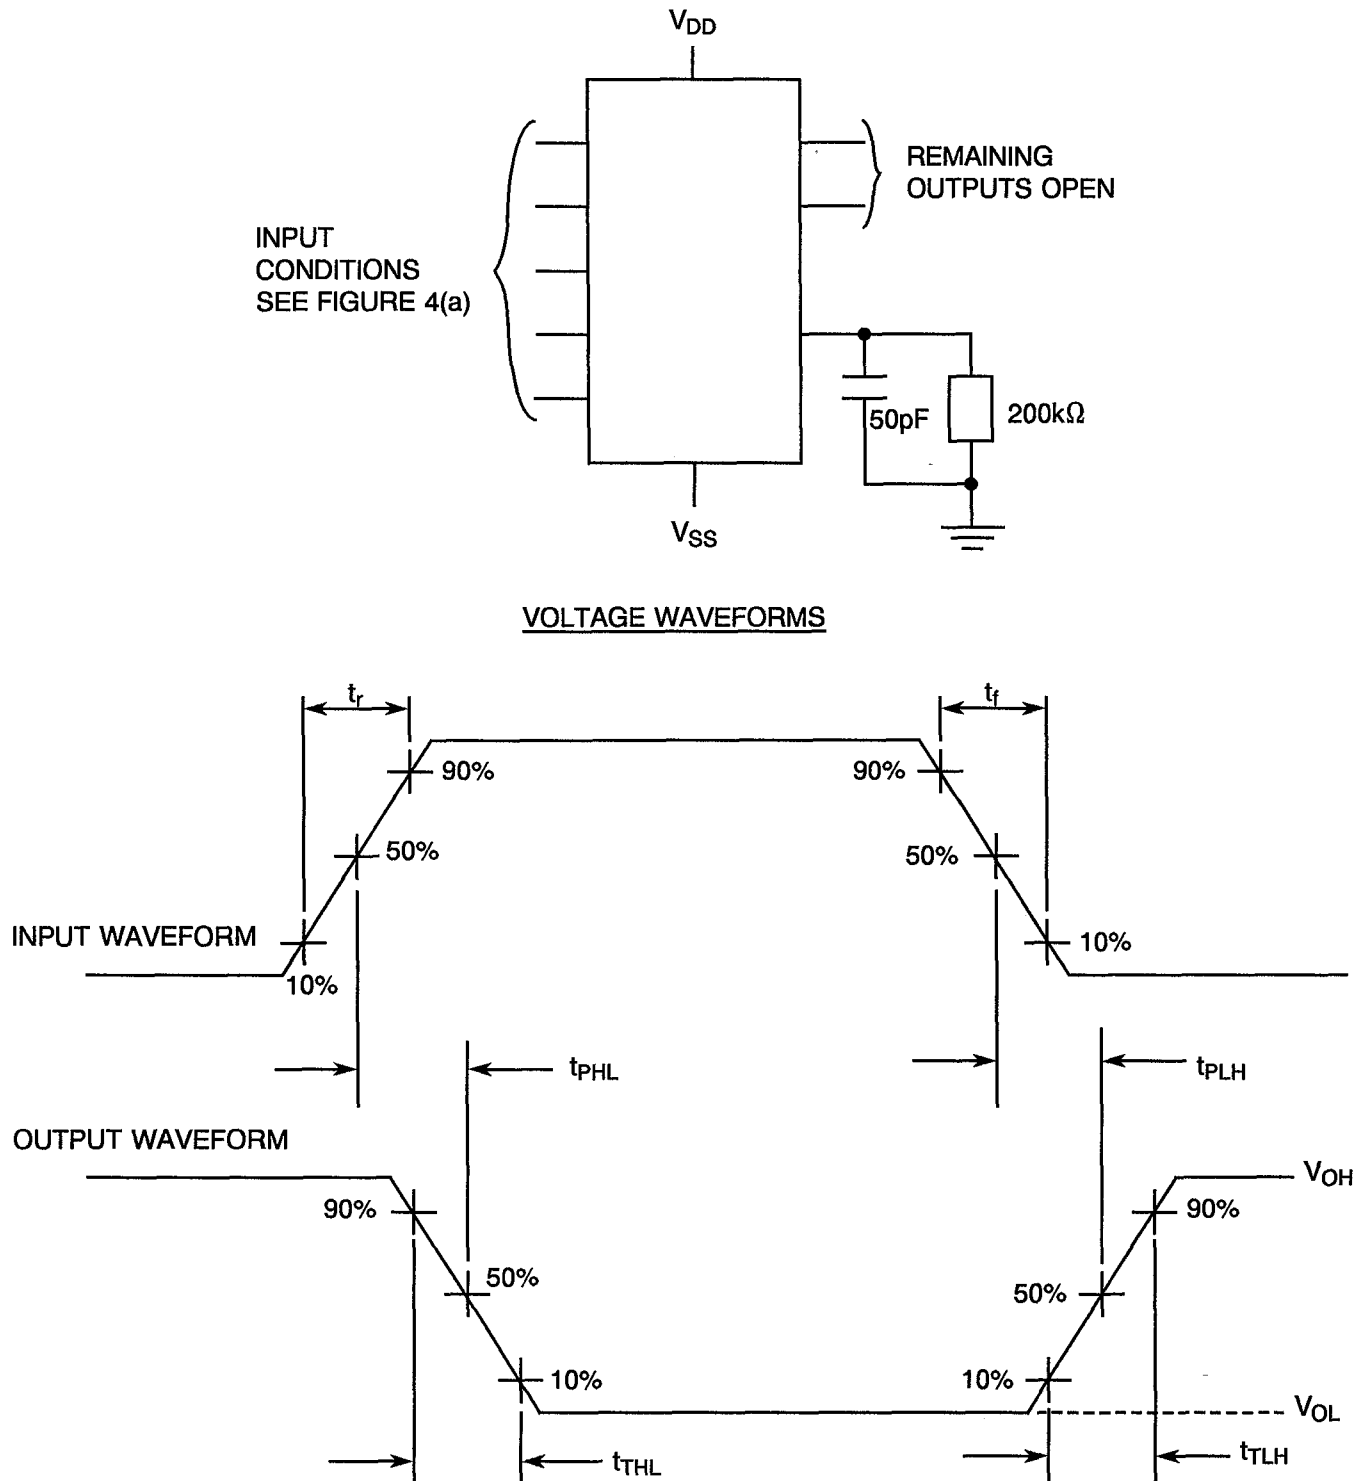 VDD
REMAINING
OUTPUTS OPEN
INPUT
CONDITIONS
SEE FIGURE 4(a)
50pF
200kΩ
VSS
VOLTAGE WAVEFORMS
tr
tf
90%
90%
50%
50%
INPUT WAVEFORM
10%
10%
tPHL
tPLH
OUTPUT WAVEFORM
VOH
90%
90%
50%
50%
10%
10%
VOL
tTHL
tTLH